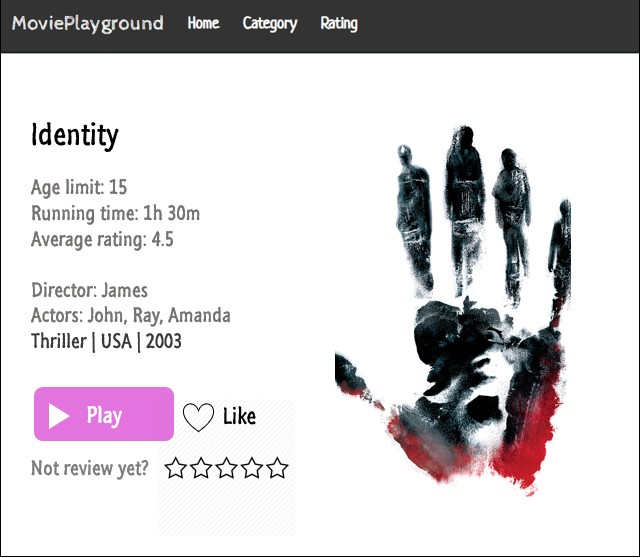 MoviePlayground Home Category Rating
Identity
Age limit: 15
Running time: 1h 30m
Average rating: 4.5
Director: James
Actors: John, Ray, Amanda
Thriller | USA | 2003
Play Like
Not review yet?